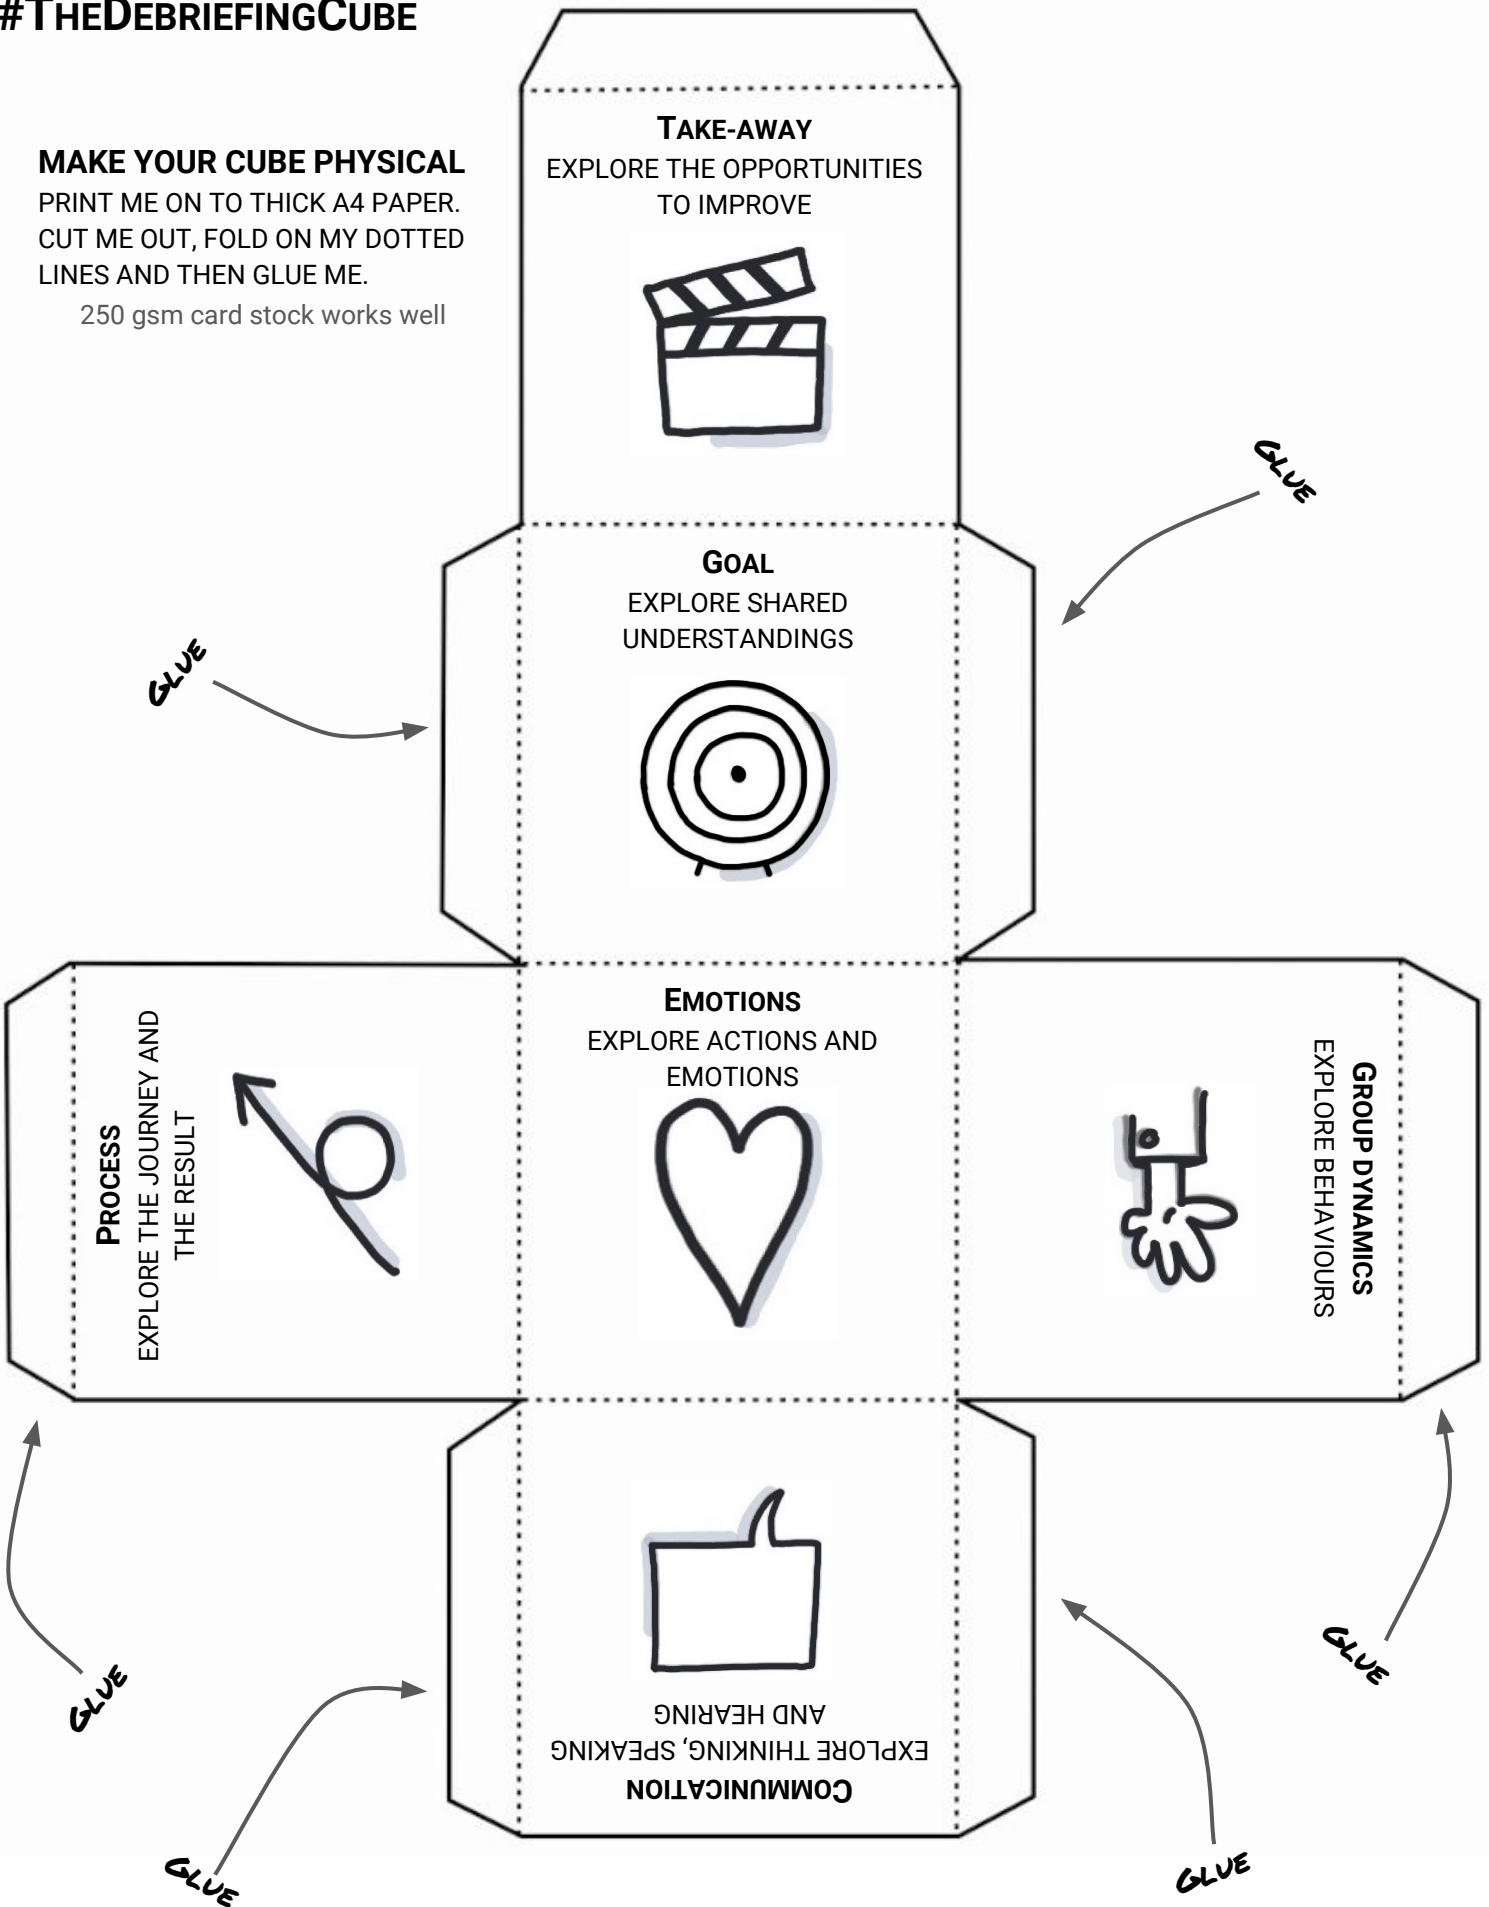 #THEDEBRIEFINGCUBE
MAKE YOUR CUBE PHYSICAL
PRINT ME ON TO THICK A4 PAPER.
CUT ME OUT, FOLD ON MY DOTTED
LINES AND THEN GLUE ME.
250 gsm card stock works well
TAKE-AWAY
EXPLORE THE OPPORTUNITIES
TO IMPROVE
GLUE
GOAL
EXPLORE SHARED
UNDERSTANDINGS
GLUE
PROCESS
EXPLORE THE JOURNEY AND
THE RESULT
EMOTIONS
EXPLORE ACTIONS AND
EMOTIONS
GROUP DYNAMICS
EXPLORE BEHAVIOURS
COMMUNICATION
EXPLORE THINKING, SPEAKING
AND HEARING
GLUE
GLUE
GLUE
GLUE